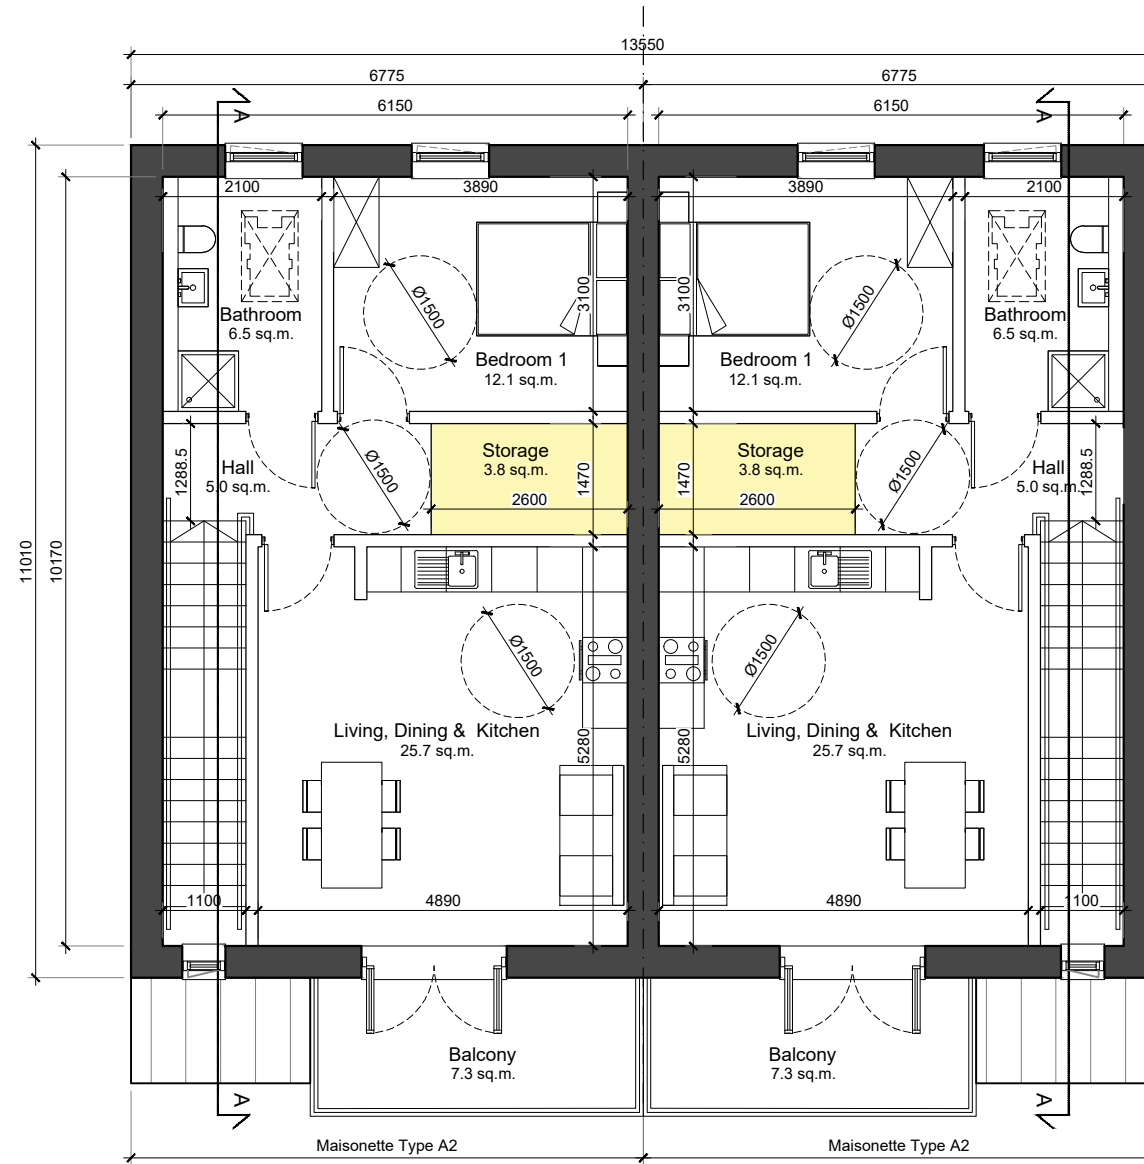 13550
6775 6775
6150 6150
A A
2100 3890 3890 2100
Ø1500 3100 3100 Ø1500
Bathroom Bathroom
6.5 sq.m. 6.5 sq.m.
Bedroom 1 Bedroom 1
12.1 sq.m. 12.1 sq.m.
Storage Storage
3.8 sq.m. 3.8 sq.m.
Hall Ø1500 Ø1500 Hall
5.0 sq.m. 5.0 sq.m.
1288.5 1470 1470 1288.5
2600 2600
11010 10170
Ø1500 Ø1500
Living, Dining & Kitchen Living, Dining & Kitchen
25.7 sq.m. 25.7 sq.m.
5280 5280
1100 4890 4890 1100
Balcony Balcony
7.3 sq.m. 7.3 sq.m.
A A
Maisonette Type A2 Maisonette Type A2